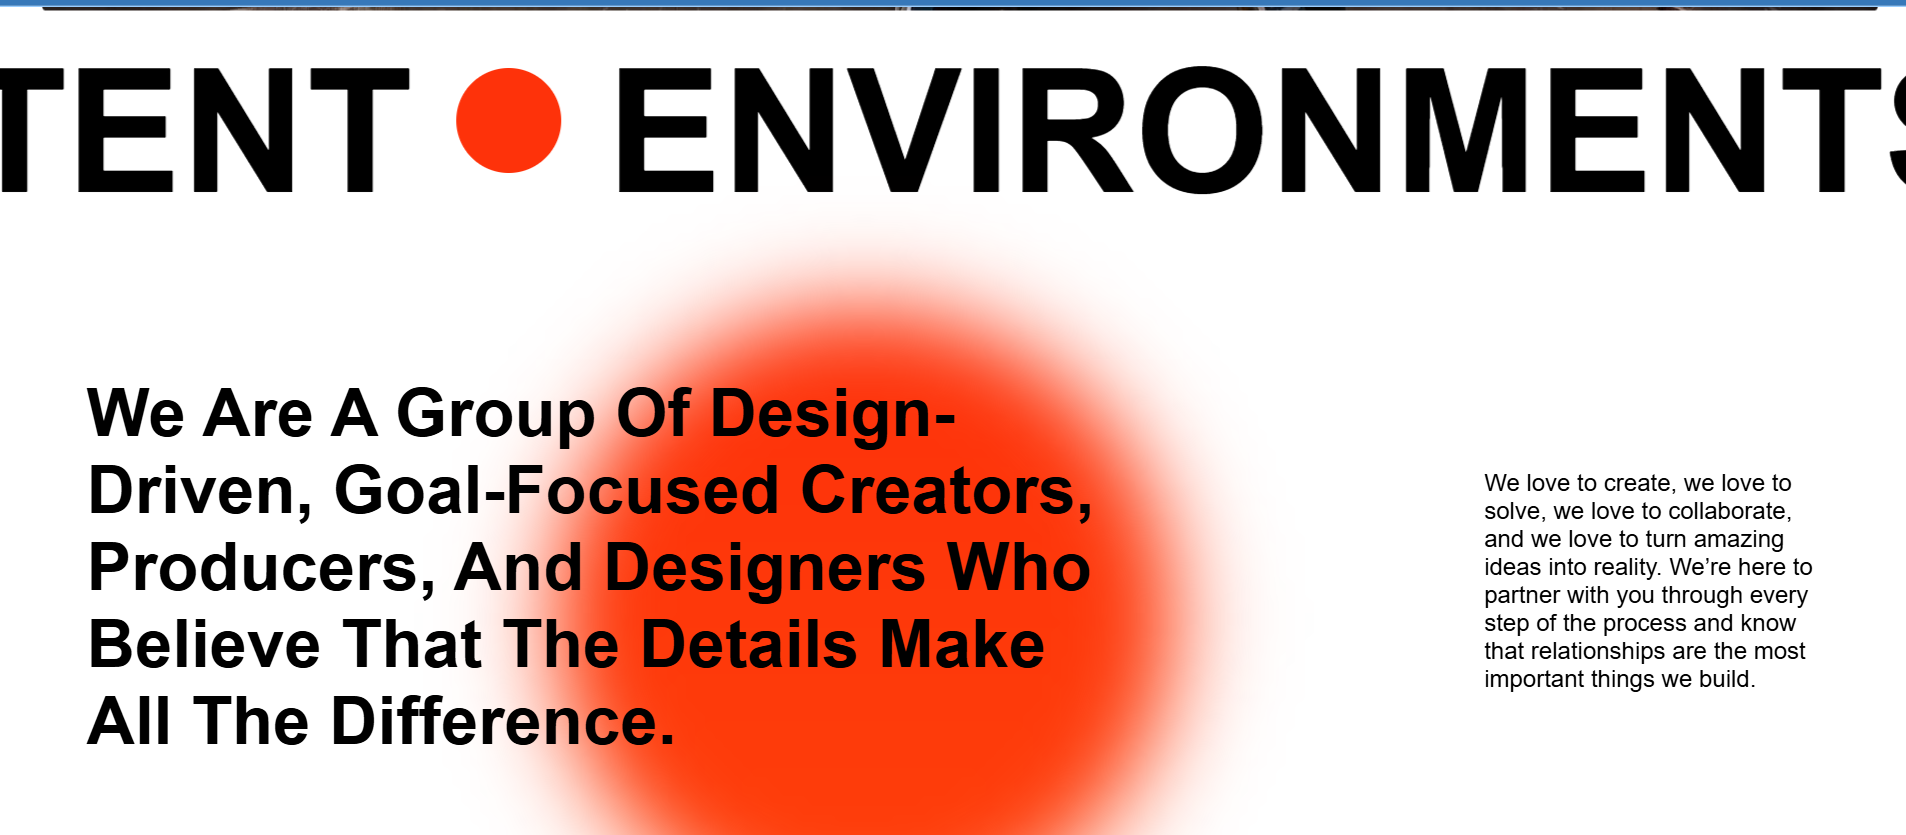 TENT ENVIRONMENTS
We Are A Group Of Design-
Driven, Goal-Focused Creators,
Producers, And Designers Who
Believe That The Details Make
All The Difference.
We love to create, we love to
solve, we love to collaborate,
and we love to turn amazing
ideas into reality. We’re here to
partner with you through every
step of the process and know
that relationships are the most
important things we build.